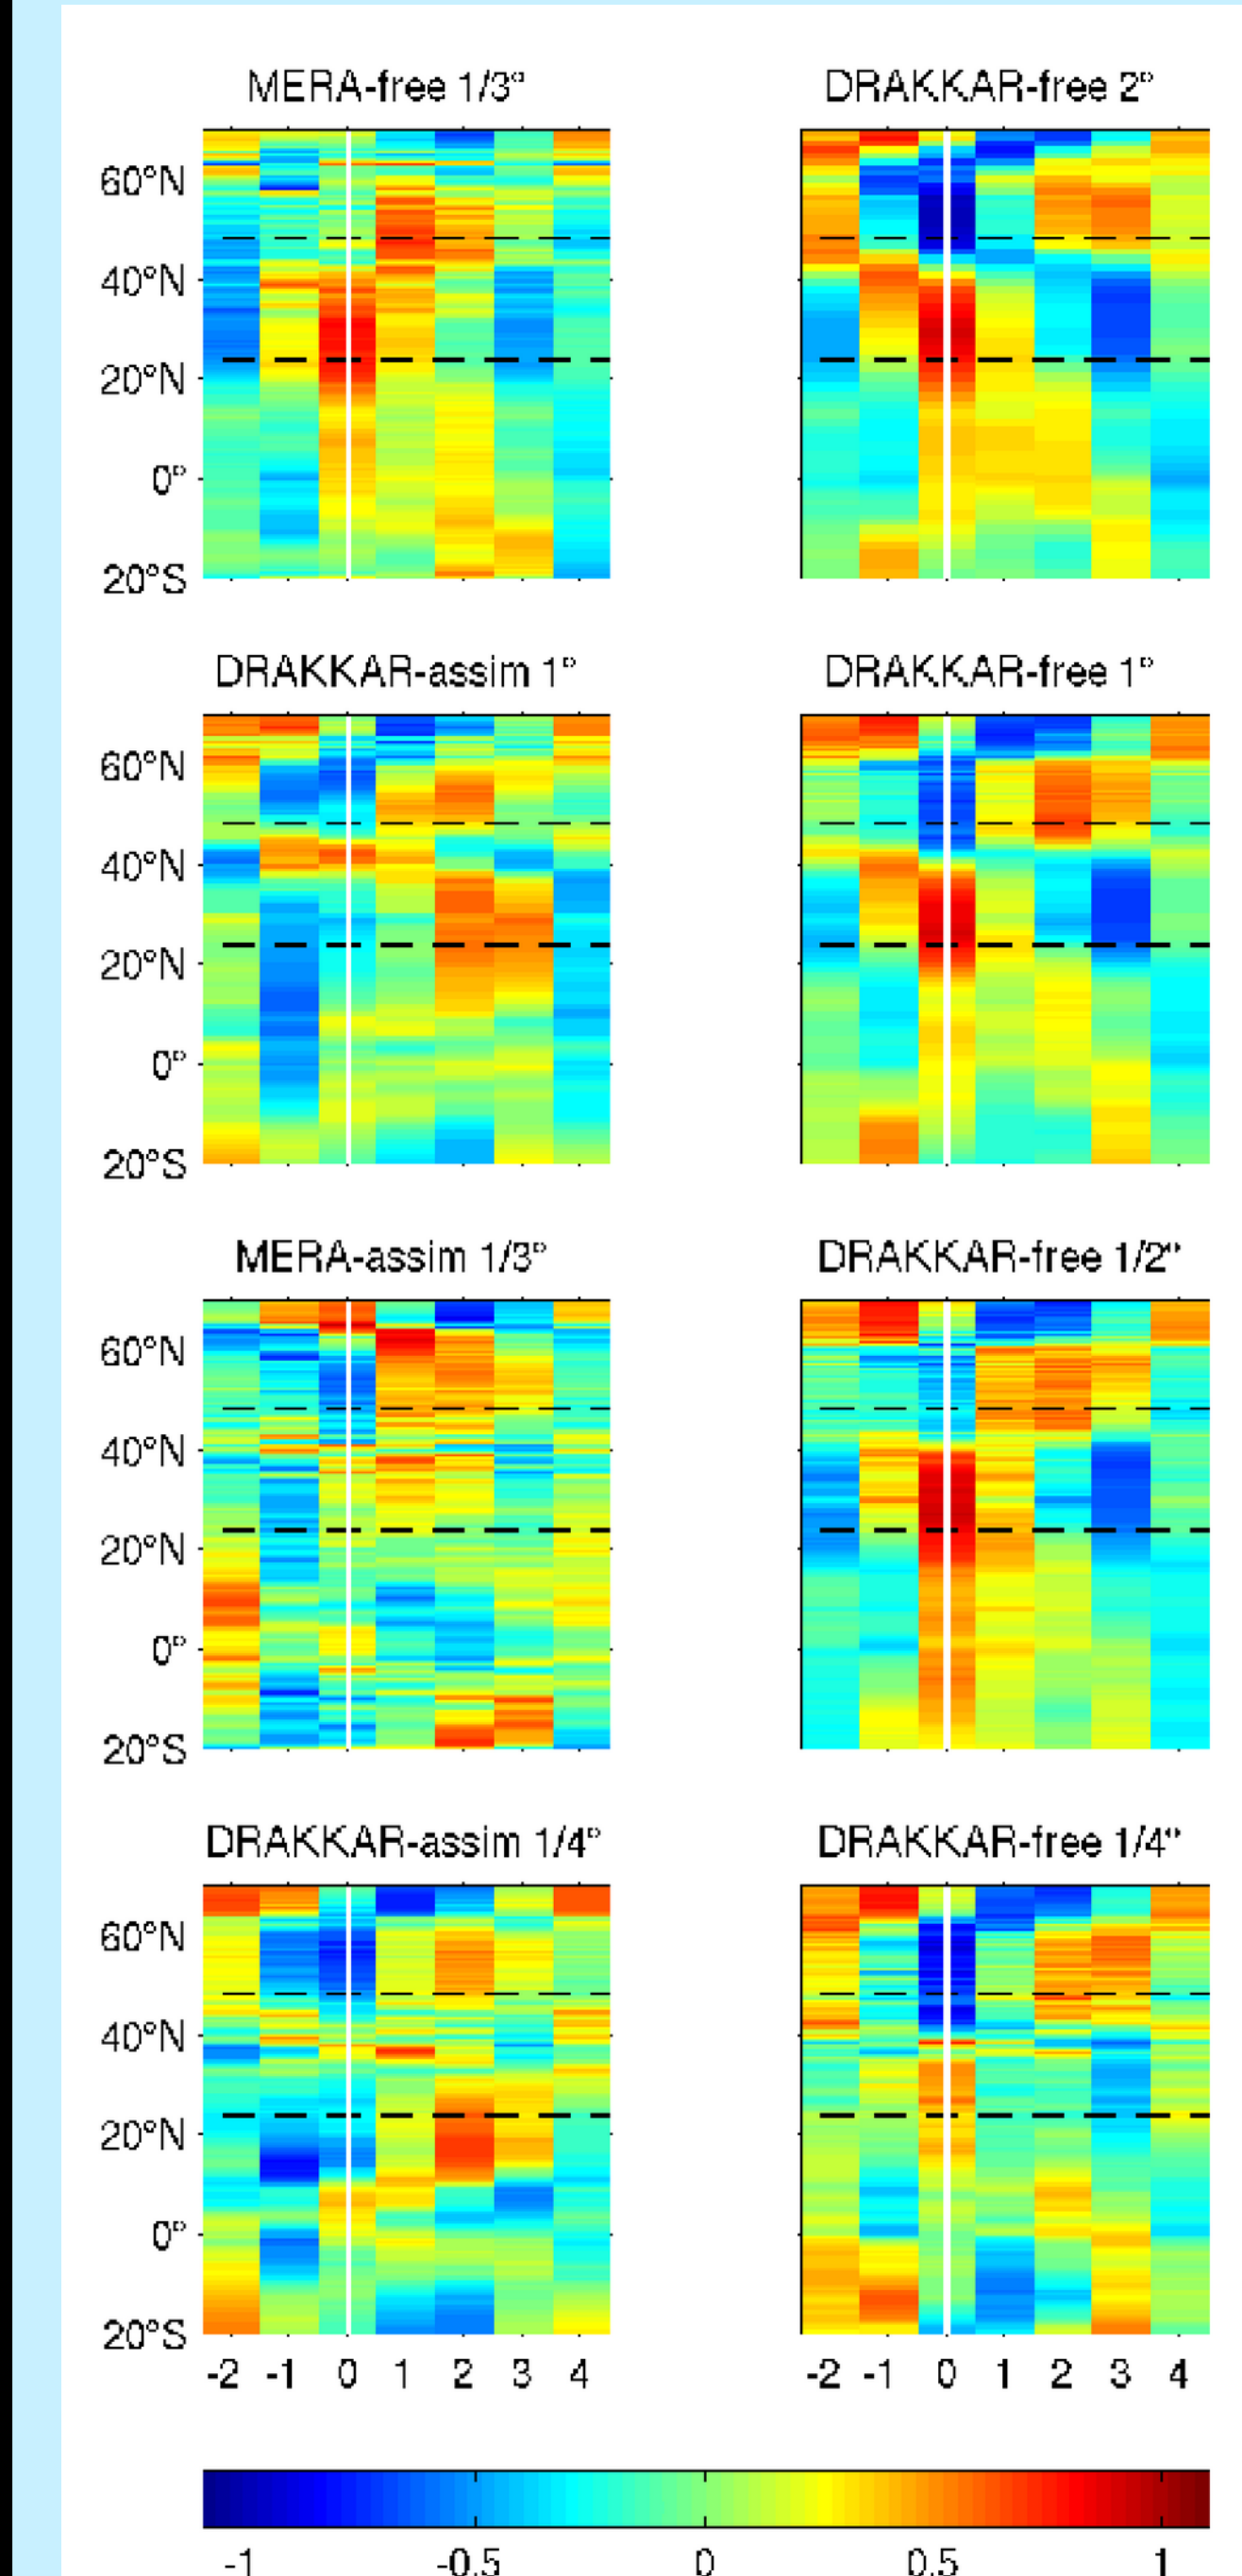 MERA-free 1/3° DRAKKAR-free 2°
60°N
40°N
20°N
0°
20°S
DRAKKAR-assim 1° DRAKKAR-free 1°
60°N
40°N
20°N
0°
20°S
MERA-assim 1/3° DRAKKAR-free 1/2°
60°N
40°N
20°N
0°
20°S
DRAKKAR-assim 1/4° DRAKKAR-free 1/4°
60°N
40°N
20°N
0°
20°S
-2 -1 0 1 2 3 4 -2 -1 0 1 2 3 4
-1 -0.5 0 0.5 1